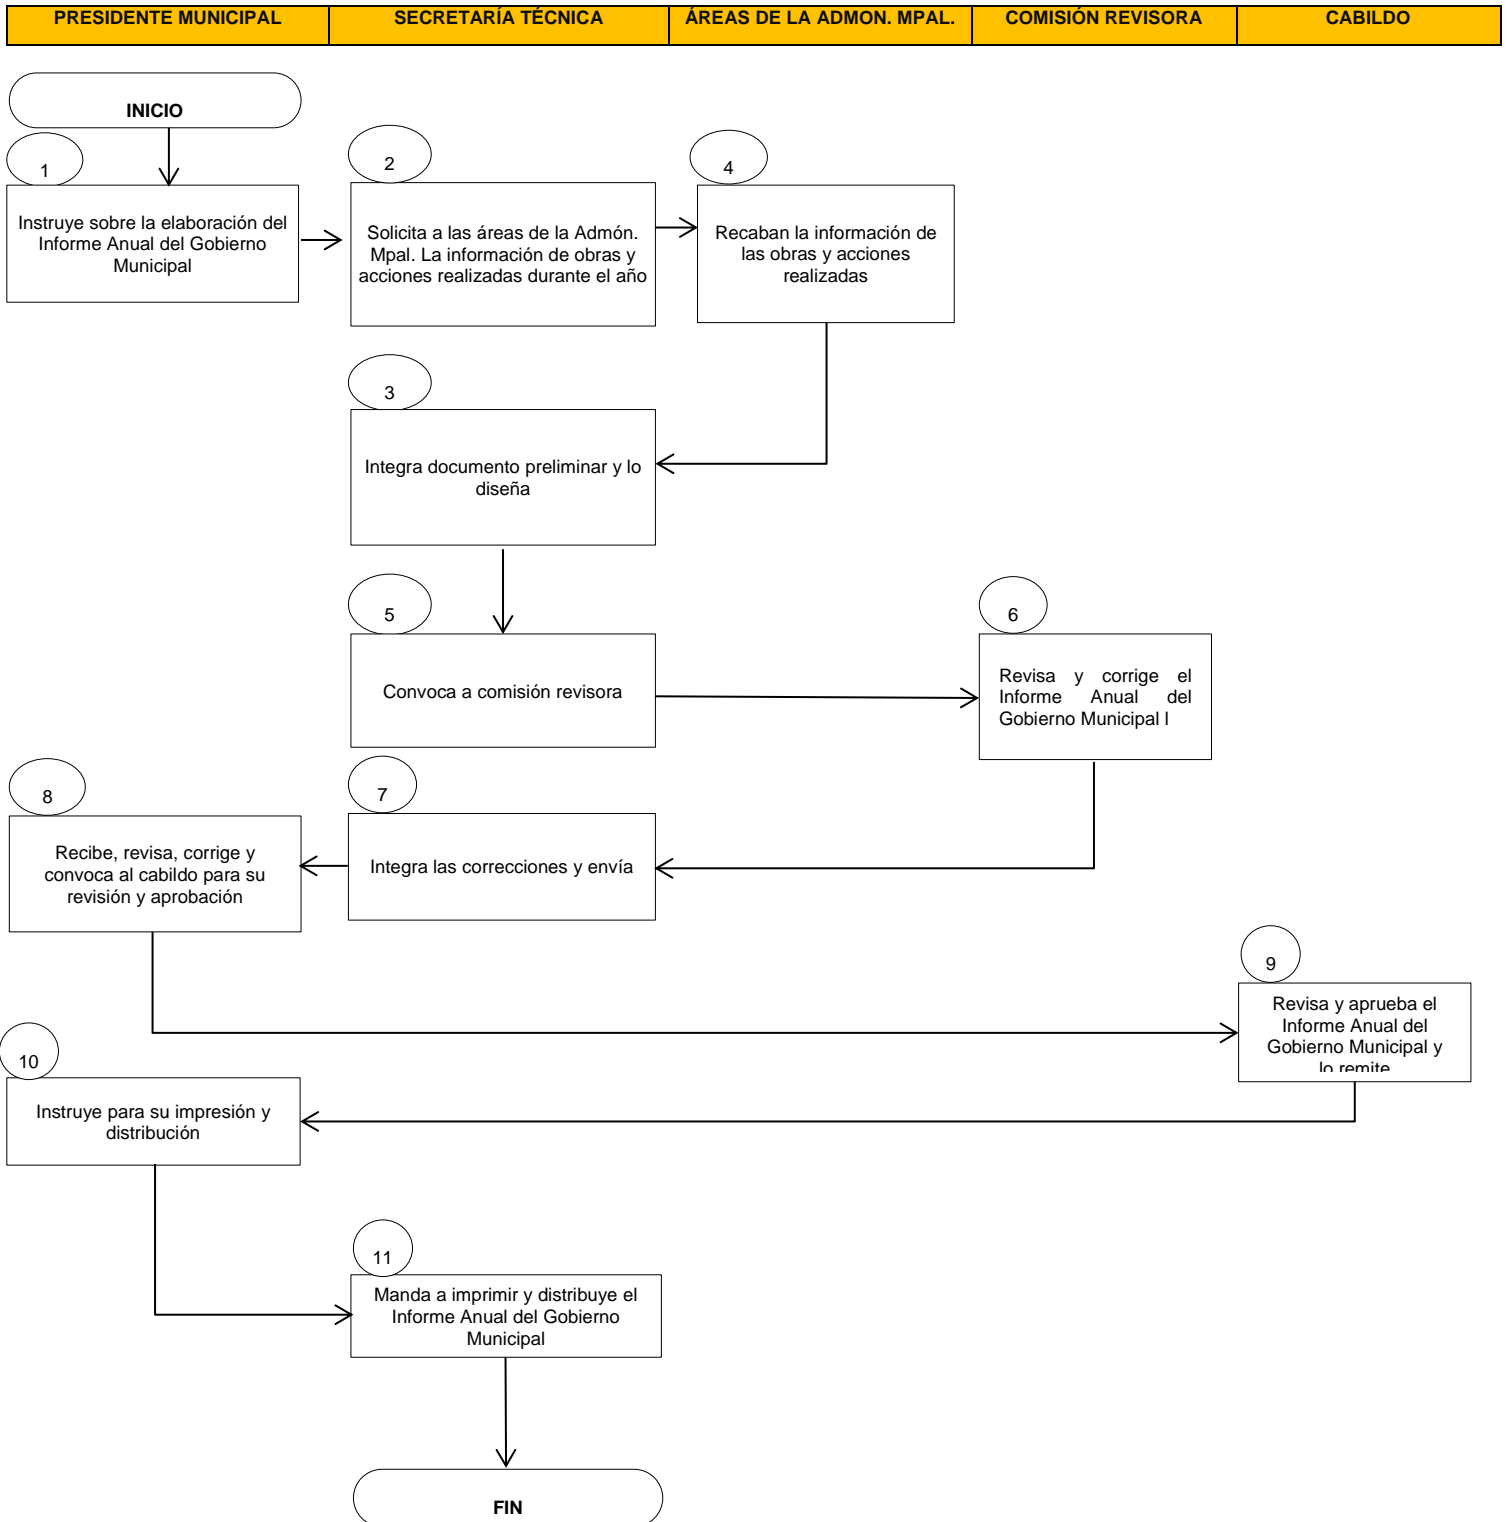 PRESIDENTE MUNICIPAL
SECRETARÍA TÉCNICA
ÁREAS DE LA ADMON. MPAL.
COMISIÓN REVISORA
CABILDO
INICIO
1
Instruye sobre la elaboración del
Informe Anual del Gobierno
Municipal
2
Solicita a las áreas de la Admón.
Mpal. La información de obras y
acciones realizadas durante el año
4
Recaban la información de
las obras y acciones
realizadas
3
Integra documento preliminar y lo
diseña
5
Convoca a comisión revisora
6
Revisa y corrige el
Informe Anual del
Gobierno Municipal l
7
Integra las correcciones y envía
8
Recibe, revisa, corrige y
convoca al cabildo para su
revisión y aprobación
9
Revisa y aprueba el
Informe Anual del
Gobierno Municipal y
lo remite
10
Instruye para su impresión y
distribución
11
Manda a imprimir y distribuye el
Informe Anual del Gobierno
Municipal
FIN